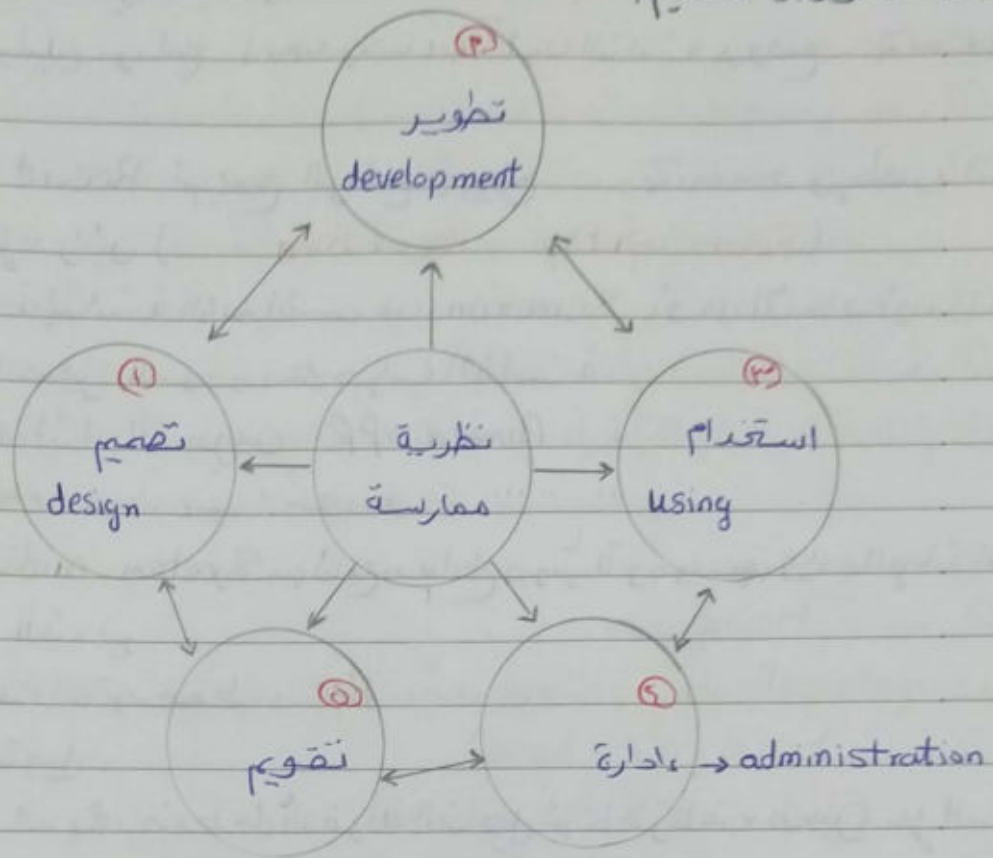 ٢
تطوير
development
١
تصميم
design
نظرية
ممارسة
٣
استخدام
using
٥
تقويم
٤
إدارة → administration